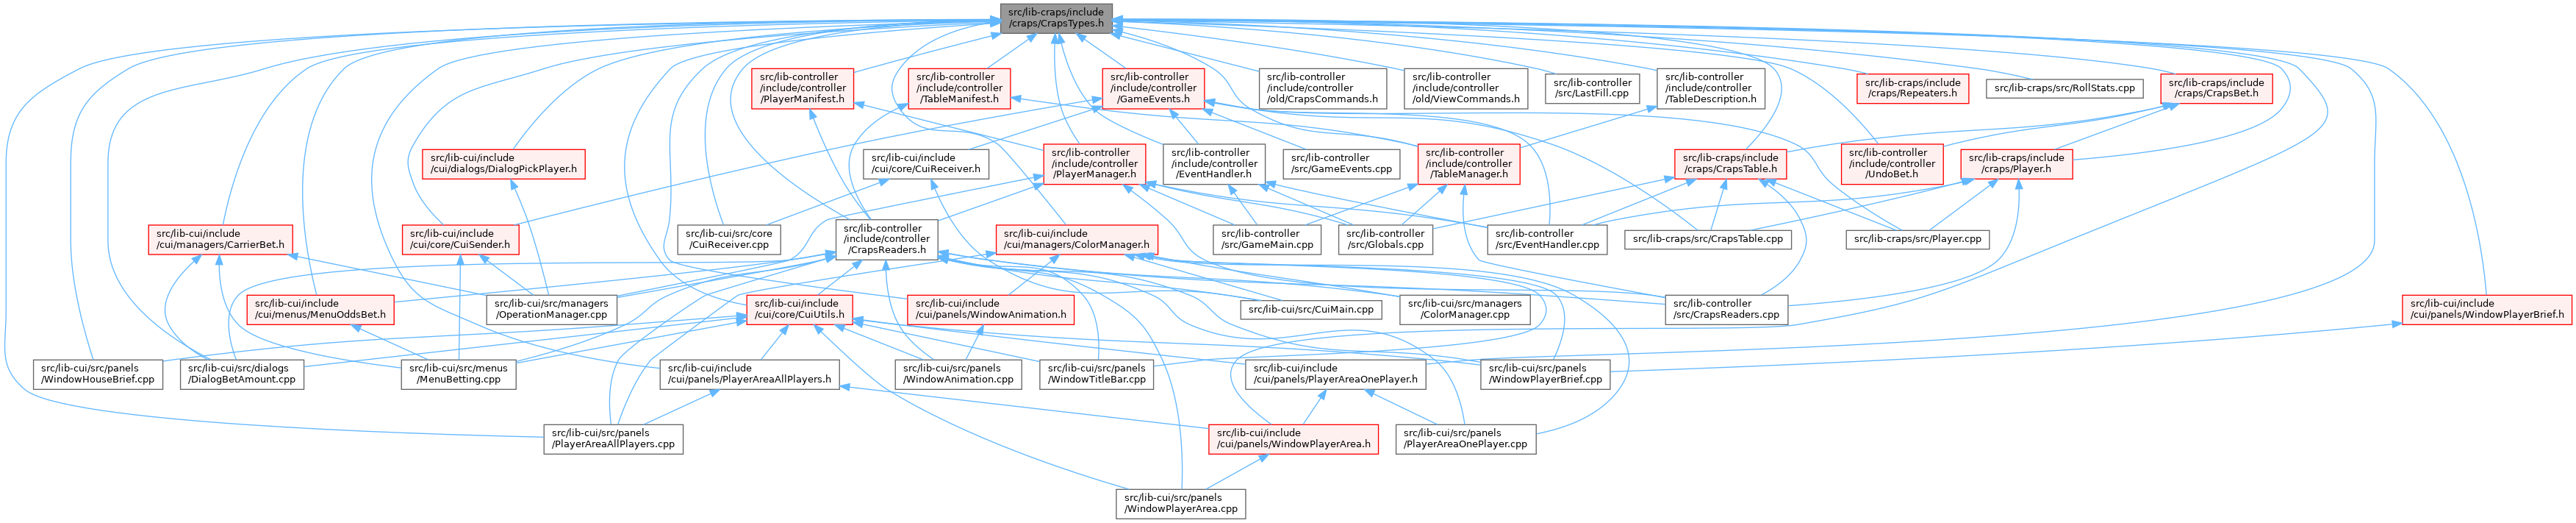 src/lib-craps/include
/craps/CrapsTypes.h
src/lib-controller
/include/controller
/PlayerManifest.h
src/lib-controller
/include/controller
/TableManifest.h
src/lib-controller
/include/controller
/GameEvents.h
src/lib-controller
/include/controller
/old/CrapsCommands.h
src/lib-controller
/include/controller
/old/ViewCommands.h
src/lib-controller
/src/LastFill.cpp
src/lib-controller
/include/controller
/TableDescription.h
src/lib-craps/include
/craps/Repeaters.h
src/lib-craps/src/RollStats.cpp
src/lib-craps/include
/craps/CrapsBet.h
src/lib-cui/include
/cui/dialogs/DialogPickPlayer.h
src/lib-cui/include
/cui/core/CuiReceiver.h
src/lib-controller
/include/controller
/PlayerManager.h
src/lib-controller
/include/controller
/EventHandler.h
src/lib-controller
/src/GameEvents.cpp
src/lib-controller
/include/controller
/TableManager.h
src/lib-craps/include
/craps/CrapsTable.h
src/lib-controller
/include/controller
/UndoBet.h
src/lib-craps/include
/craps/Player.h
src/lib-cui/include
/cui/managers/CarrierBet.h
src/lib-cui/include
/cui/core/CuiSender.h
src/lib-cui/src/core
/CuiReceiver.cpp
src/lib-controller
/include/controller
/CrapsReaders.h
src/lib-cui/include
/cui/managers/ColorManager.h
src/lib-controller
/src/GameMain.cpp
src/lib-controller
/src/Globals.cpp
src/lib-controller
/src/EventHandler.cpp
src/lib-craps/src/CrapsTable.cpp
src/lib-craps/src/Player.cpp
src/lib-cui/include
/cui/menus/MenuOddsBet.h
src/lib-cui/src/managers
/OperationManager.cpp
src/lib-cui/include
/cui/core/CuiUtils.h
src/lib-cui/include
/cui/panels/WindowAnimation.h
src/lib-cui/src/CuiMain.cpp
src/lib-cui/src/managers
/ColorManager.cpp
src/lib-controller
/src/CrapsReaders.cpp
src/lib-cui/include
/cui/panels/WindowPlayerBrief.h
src/lib-cui/src/panels
/WindowHouseBrief.cpp
src/lib-cui/src/dialogs
/DialogBetAmount.cpp
src/lib-cui/src/menus
/MenuBetting.cpp
src/lib-cui/include
/cui/panels/PlayerAreaAllPlayers.h
src/lib-cui/src/panels
/WindowAnimation.cpp
src/lib-cui/src/panels
/WindowTitleBar.cpp
src/lib-cui/include
/cui/panels/PlayerAreaOnePlayer.h
src/lib-cui/src/panels
/WindowPlayerBrief.cpp
src/lib-cui/src/panels
/PlayerAreaAllPlayers.cpp
src/lib-cui/include
/cui/panels/WindowPlayerArea.h
src/lib-cui/src/panels
/PlayerAreaOnePlayer.cpp
src/lib-cui/src/panels
/WindowPlayerArea.cpp